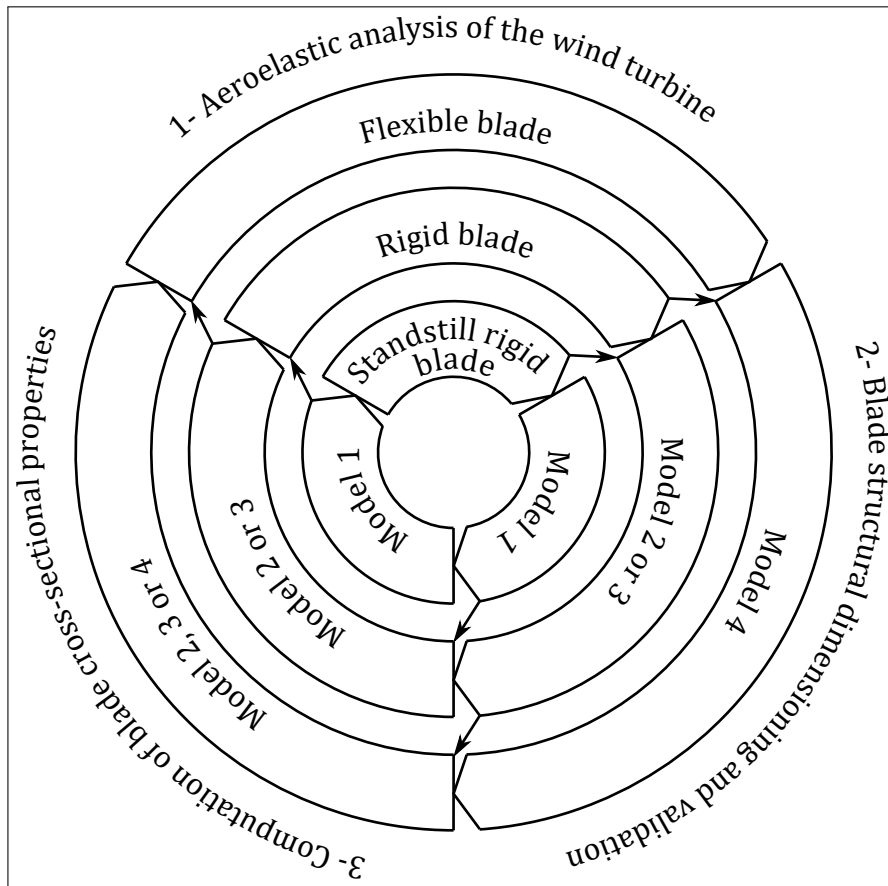 1- Aeroelastic analysis of the wind turbine
Flexible blade
Rigid blade
Standstill rigid
blade
2- Blade structural dimensioning and validation
Model 1
Model 2 or 3
Model 4
3- Computation of blade cross-sectional properties
Model 1
Model 2 or 3
Model 2, 3 or 4